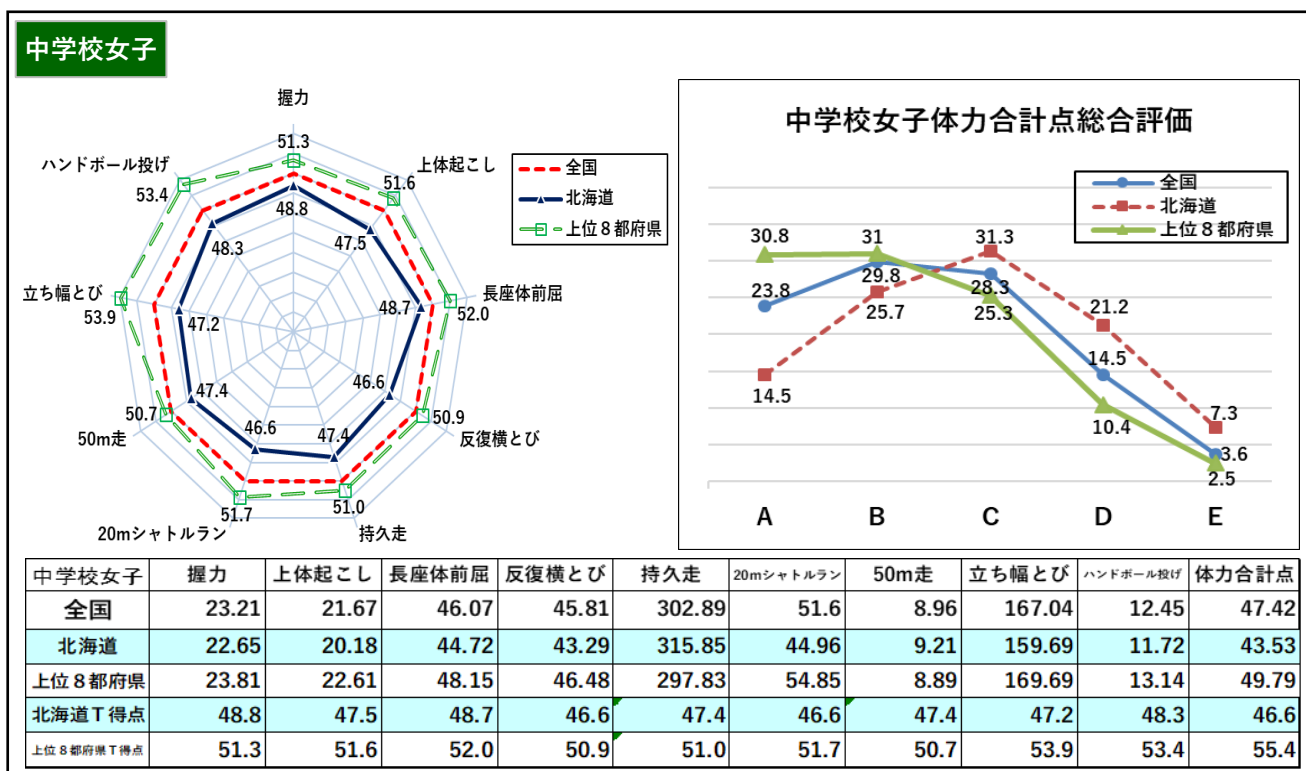 中学校女子
握力
51.3
上体起こし
51.6
長座体前屈
52.0
反復横とび
50.9
持久走
51.0
20mシャトルラン
51.7
50m走
50.7
立ち幅とび
53.9
ハンドボール投げ
53.4
48.8
47.5
48.7
46.6
47.4
46.6
47.4
47.2
48.3
全国
北海道
上位８都府県
中学校女子体力合計点総合評価
全国
北海道
上位８都府県
30.8 31 31.3
23.8 29.8 28.3
25.7 25.3 21.2
14.5 14.5
10.4 7.3
3.6
2.5
A B C D E
中学校女子 握力 上体起こし 長座体前屈 反復横とび 持久走 20mシャトルラン 50m走 立ち幅とび ハンドボール投げ 体力合計点
全国 23.21 21.67 46.07 45.81 302.89 51.6 8.96 167.04 12.45 47.42
北海道 22.65 20.18 44.72 43.29 315.85 44.96 9.21 159.69 11.72 43.53
上位８都府県 23.81 22.61 48.15 46.48 297.83 54.85 8.89 169.69 13.14 49.79
北海道Ｔ得点 48.8 47.5 48.7 46.6 47.4 46.6 47.4 47.2 48.3 46.6
上位８都府県Ｔ得点 51.3 51.6 52.0 50.9 51.0 51.7 50.7 53.9 53.4 55.4